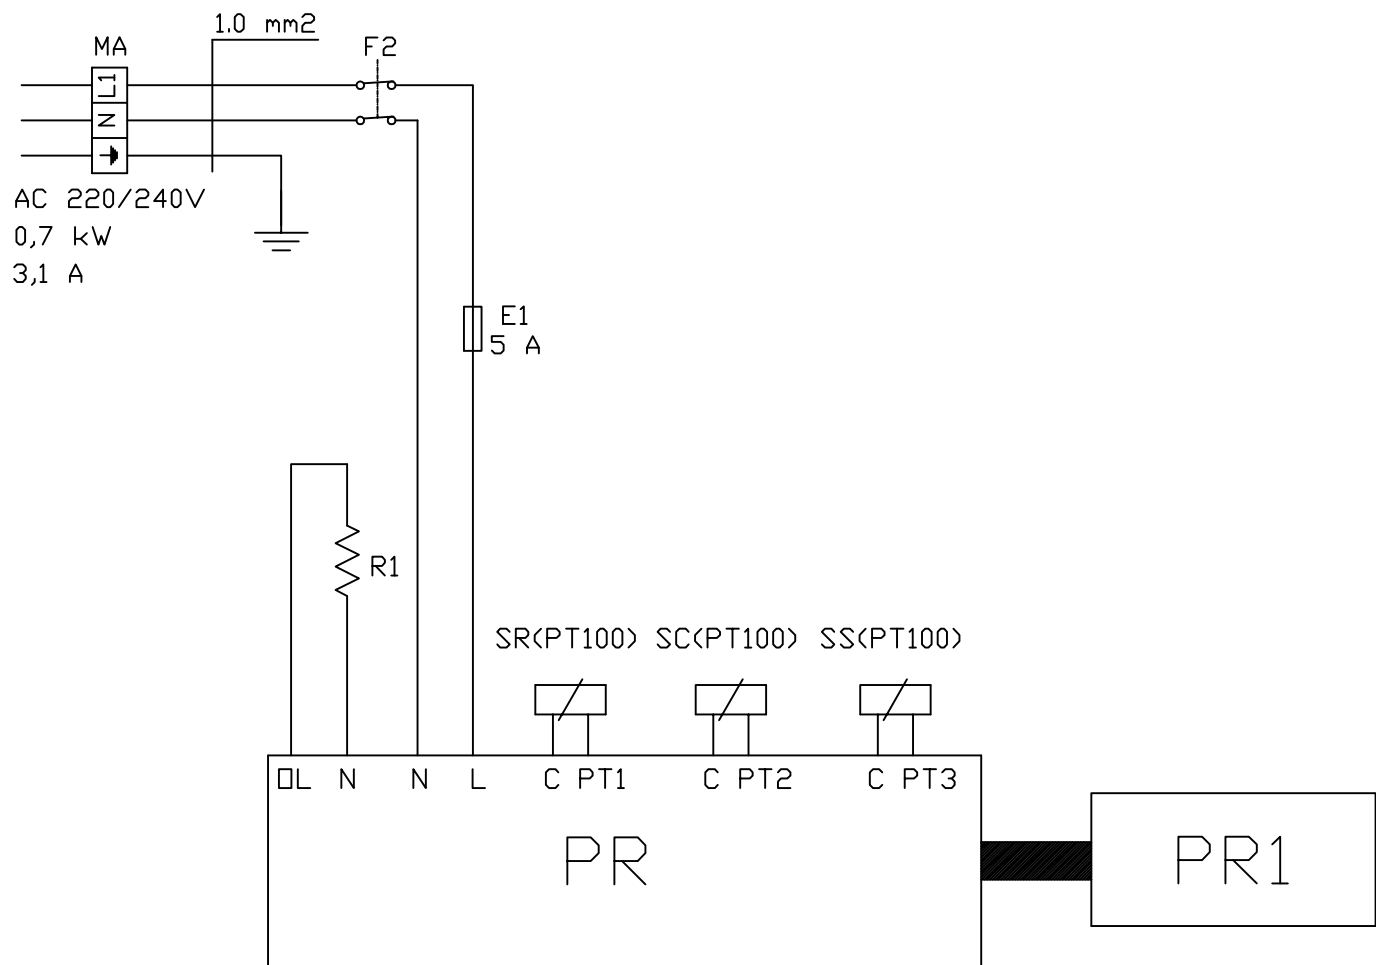 1.0 mm2
MA
F2
L1
N
AC 220/240V
0,7 kW
3,1 A
E1
5 A
R1
SR(PT100) SC(PT100) SS(PT100)
OL N N L C PT1 C PT2 C PT3
PR
PR1